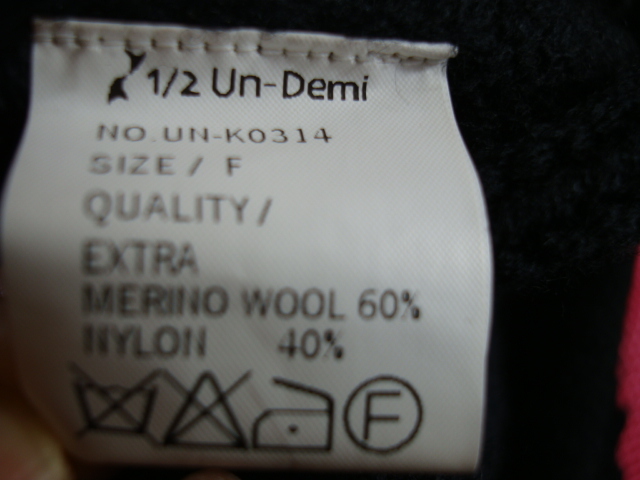 1/2 Un-Demi
NO.UN-K0314
SIZE / F
QUALITY /
EXTRA
MERINO WOOL 60%
NYLON 40%
F